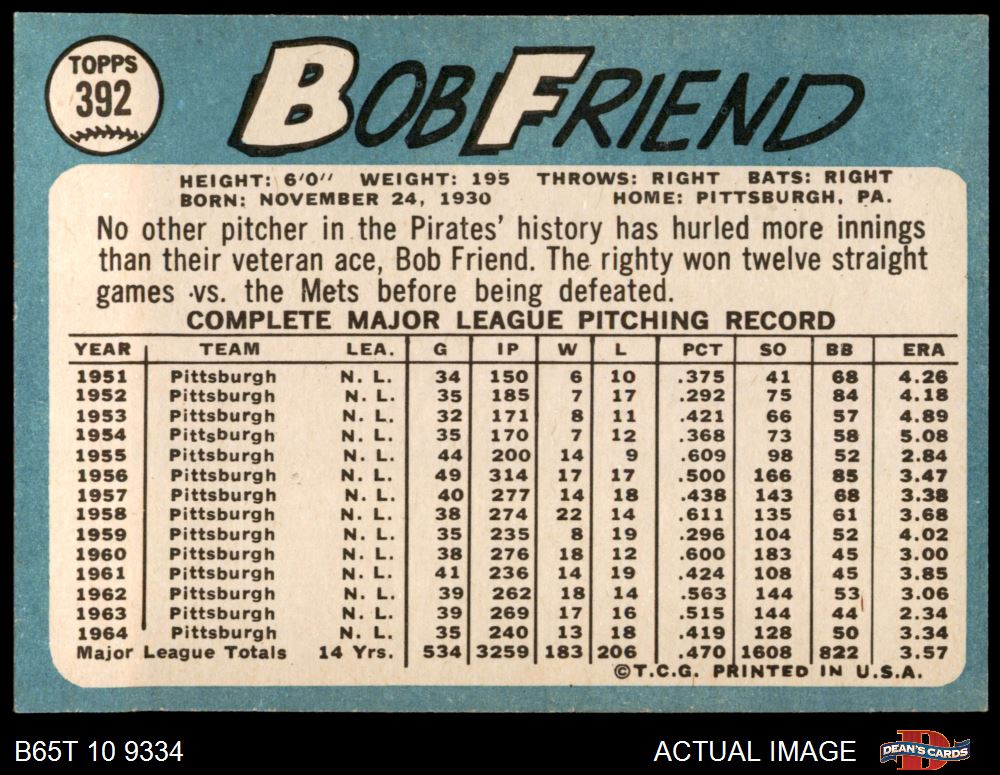 TOPPS
392
BOB FRIEND
HEIGHT: 6'0" WEIGHT: 195 THROWS: RIGHT BATS: RIGHT
BORN: NOVEMBER 24, 1930 HOME: PITTSBURGH, PA.
No other pitcher in the Pirates' history has hurled more innings
than their veteran ace, Bob Friend. The righty won twelve straight
games vs. the Mets before being defeated.
COMPLETE MAJOR LEAGUE PITCHING RECORD
YEAR TEAM LEA. G IP W L PCT SO BB ERA
1951 Pittsburgh N. L. 34 150 6 10 .375 41 68 4.26
1952 Pittsburgh N. L. 35 185 7 17 .292 75 84 4.18
1953 Pittsburgh N. L. 32 171 8 11 .421 66 57 4.89
1954 Pittsburgh N. L. 35 170 7 12 .368 73 58 5.08
1955 Pittsburgh N. L. 44 200 14 9 .609 98 52 2.84
1956 Pittsburgh N. L. 49 314 17 17 .500 166 85 3.47
1957 Pittsburgh N. L. 40 277 14 18 .438 143 68 3.38
1958 Pittsburgh N. L. 38 274 22 14 .611 135 61 3.68
1959 Pittsburgh N. L. 35 235 8 19 .296 104 52 4.02
1960 Pittsburgh N. L. 38 276 18 12 .600 183 45 3.00
1961 Pittsburgh N. L. 41 236 14 19 .424 108 45 3.85
1962 Pittsburgh N. L. 39 262 18 14 .563 144 53 3.06
1963 Pittsburgh N. L. 39 269 17 16 .515 144 44 2.34
1964 Pittsburgh N. L. 35 240 13 18 .419 128 50 3.34
Major League Totals 14 Yrs. 534 3259 183 206 .470 1608 822 3.57
©T.C.G. PRINTED IN U.S.A.
B65T 10 9334 ACTUAL IMAGE DEAN'S CARDS